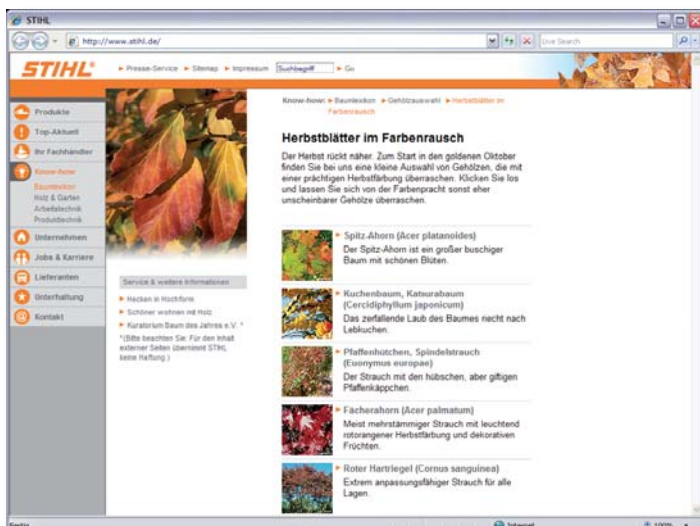 STIHL
http://www.stihl.de/
Live Search
STIHL®
Presse-Service Sitemap Impressum Suchbegriff Go
Know-how: Baumlexikon Gehölzauswahl Herbstblätter im
Farbenrausch
Produkte
Top-Aktuell
Ihr Fachhändler
Know-how
Baumlexikon
Holz & Garten
Arbeitstechnik
Produkttechnik
Unternehmen
Jobs & Karriere
Lieferanten
Unterhaltung
Kontakt
Service & weitere Informationen
Hecken in Hochform
Schöner wohnen mit Holz
Kuratorium Baum des Jahres e.V. *
*(Bitte beachten Sie: Für den Inhalt
externer Seiten übernimmt STIHL
keine Haftung.)
Herbstblätter im Farbenrausch
Der Herbst rückt näher. Zum Start in den goldenen Oktober
finden Sie bei uns eine kleine Auswahl von Gehölzen, die mit
einer prächtigen Herbstfärbung überraschen. Klicken Sie los
und lassen Sie sich von der Farbenpracht sonst eher
unscheinbarer Gehölze überraschen.
Spitz-Ahorn (Acer platanoides)
Der Spitz-Ahorn ist ein großer buschiger
Baum mit schönen Blüten.
Kuchenbaum, Katsurabaum
(Cercidiphyllum japonicum)
Das zerfallende Laub des Baumes riecht nach
Lebkuchen.
Pfaffenhütchen, Spindelstrauch
(Euonymus europae)
Der Strauch mit den hübschen, aber giftigen
Pfaffenkäppchen.
Fächerahorn (Acer palmatum)
Meist mehrstämmiger Strauch mit leuchtend
rotorangener Herbstfärbung und dekorativen
Früchten.
Roter Hartriegel (Cornus sanguinea)
Extrem anpassungsfähiger Strauch für alle
Lagen.
Fertig
Internet
100%